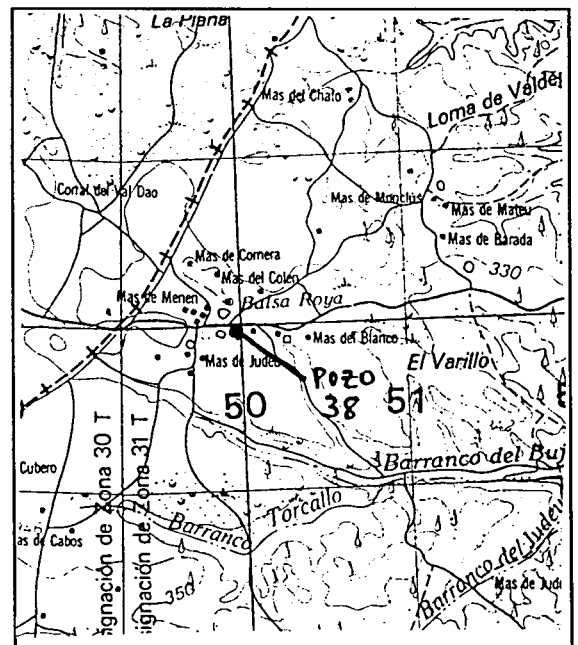 La Plana
Mas del Chalo
Loma de Valde
Corral del Val Dao
Mas de Monclús
Mas de Mateu
Mas de Barada
Mas de Comera
330
Mas del Colén
Mas de Menen
Balsa Roya
Mas del Blanco
Mas de Judeu
El Varillo
POZO
38
50
51
Barranco del Buj
Cubero
Torcallo
Barranco
as de Cabos
350
Barranco del Judeu
Mas de Judí
signación de Zona 30 T
signación de Zona 31 T